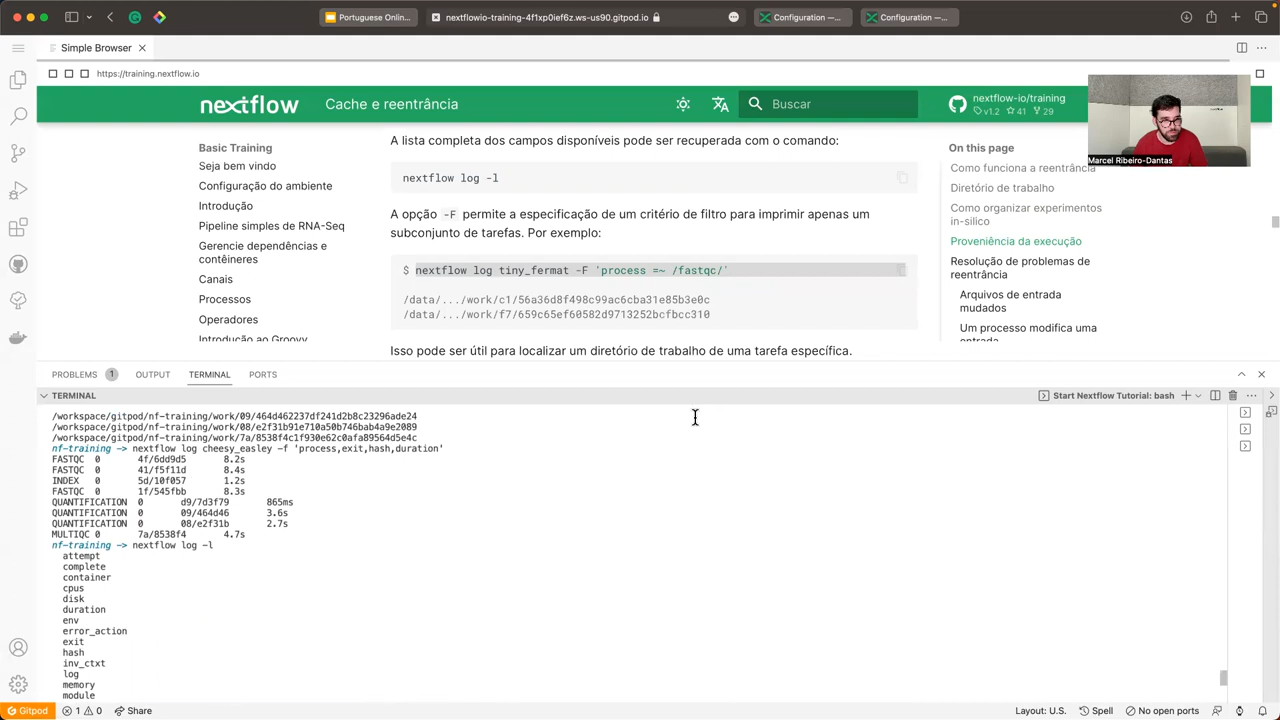 Portuguese Onlin...
nextflowio-training-4f1xp0ief6z.ws-us90.gitpod.io
Configuration —...
Configuration —...
Simple Browser
https://training.nextflow.io
nextflow
Cache e reentrância
Buscar
nextflow-io/training
v1.2 41 29
Marcel Ribeiro-Dantas
Basic Training
Seja bem vindo
Configuração do ambiente
Introdução
Pipeline simples de RNA-Seq
Gerencie dependências e
contêineres
Canais
Processos
Operadores
Introdução ao Groovy
A lista completa dos campos disponíveis pode ser recuperada com o comando:
nextflow log -l
A opção -F permite a especificação de um critério de filtro para imprimir apenas um
subconjunto de tarefas. Por exemplo:
$ nextflow log tiny_fermat -F 'process =~ /fastqc/'
/data/.../work/c1/56a36d8f498c99ac6cba31e85b3e0c
/data/.../work/f7/659c65ef60582d9713252bcfbcc310
Isso pode ser útil para localizar um diretório de trabalho de uma tarefa específica.
On this page
Como funciona a reentrância
Diretório de trabalho
Como organizar experimentos
in-silico
Proveniência da execução
Resolução de problemas de
reentrância
Arquivos de entrada
mudados
Um processo modifica uma
entrada
PROBLEMS 1 OUTPUT TERMINAL PORTS
TERMINAL
Start Nextflow Tutorial: bash
/workspace/gitpod/nf-training/work/09/464d462237df241d2b8c23296ade24
/workspace/gitpod/nf-training/work/08/e2f31b91e710a50b746bab4a9e2089
/workspace/gitpod/nf-training/work/7a/8538f4c1f930e62c0afa89564d5e4c
nf-training -> nextflow log cheesy_easley -f 'process,exit,hash,duration'
FASTQC 0 4f/6dd9d5 8.2s
FASTQC 0 41/f5f11d 8.4s
INDEX 0 5d/10f057 1.2s
FASTQC 0 1f/545fbb 8.3s
QUANTIFICATION 0 d9/7d3f79 865ms
QUANTIFICATION 0 09/464d46 3.6s
QUANTIFICATION 0 08/e2f31b 2.7s
MULTIQC 0 7a/8538f4 4.7s
nf-training -> nextflow log -l
attempt
complete
container
cpus
disk
duration
env
error_action
exit
hash
inv_ctxt
log
memory
module
Gitpod 1 0 Share
Layout: U.S. Spell No open ports